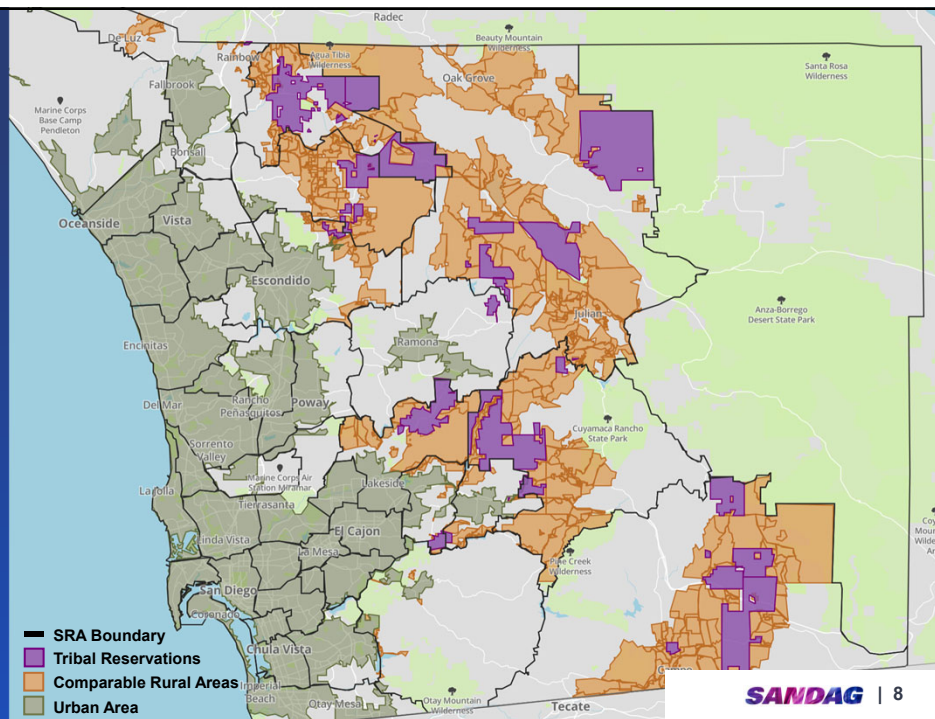 Radec
De Luz
Beauty Mountain
Wilderness
Rainbow
Agua Tibia
Wilderness
Oak Grove
Santa Rosa
Wilderness
Fallbrook
Marine Corps
Base Camp
Pendleton
Bonsal
Oceanside
Vista
Escondido
Julian
Anza-Borrego
Desert State Park
Encinitas
Ramona
Rancho
Peñasquitos
Poway
Del Mar
Cuyamaca Rancho
State Park
Sorrento
Valley
Marine Corps Air
Station Miramar
Lakeside
La Jolla
Tierrasanta
Linda Vista
El Cajon
La Mesa
Pine Creek
Wilderness
San Diego
Coronado
Chula Vista
Campo
Imperial
Beach
Otay Mesa
Otay Mountain
Wilderness
Tecate
SRA Boundary
Tribal Reservations
Comparable Rural Areas
Urban Area
SANDAG | 8